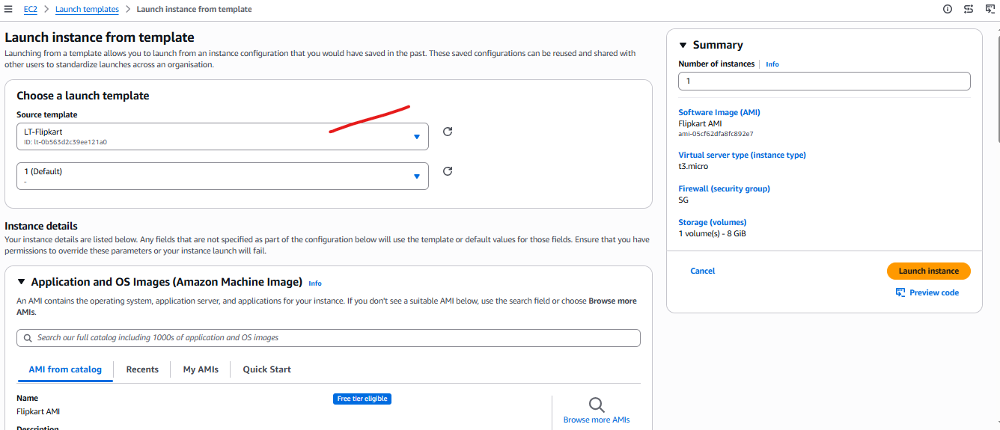 EC2 > Launch templates > Launch instance from template
Launch instance from template
Launching from a template allows you to launch from an instance configuration that you would have saved in the past. These saved configurations can be reused and shared with
other users to standardize launches across an organisation.
Choose a launch template
Source template
LT-Flipkart
ID: lt-0b563d2c39ee121a0
1 (Default)
-
Instance details
Your instance details are listed below. Any fields that are not specified as part of the configuration below will use the template or default values for those fields. Ensure that you have
permissions to override these parameters or your instance launch will fail.
Application and OS Images (Amazon Machine Image) Info
An AMI contains the operating system, application server, and applications for your instance. If you don't see a suitable AMI below, use the search field or choose Browse more
AMIs.
Search our full catalog including 1000s of application and OS images
AMI from catalog Recents My AMIs Quick Start
Name
Flipkart AMI
Free tier eligible
Browse more AMIs
Description
Summary
Number of instances Info
1
Software Image (AMI)
Flipkart AMI
ami-05cf62dfa8fc892e7
Virtual server type (instance type)
t3.micro
Firewall (security group)
SG
Storage (volumes)
1 volume(s) - 8 GiB
Cancel
Launch instance
Preview code